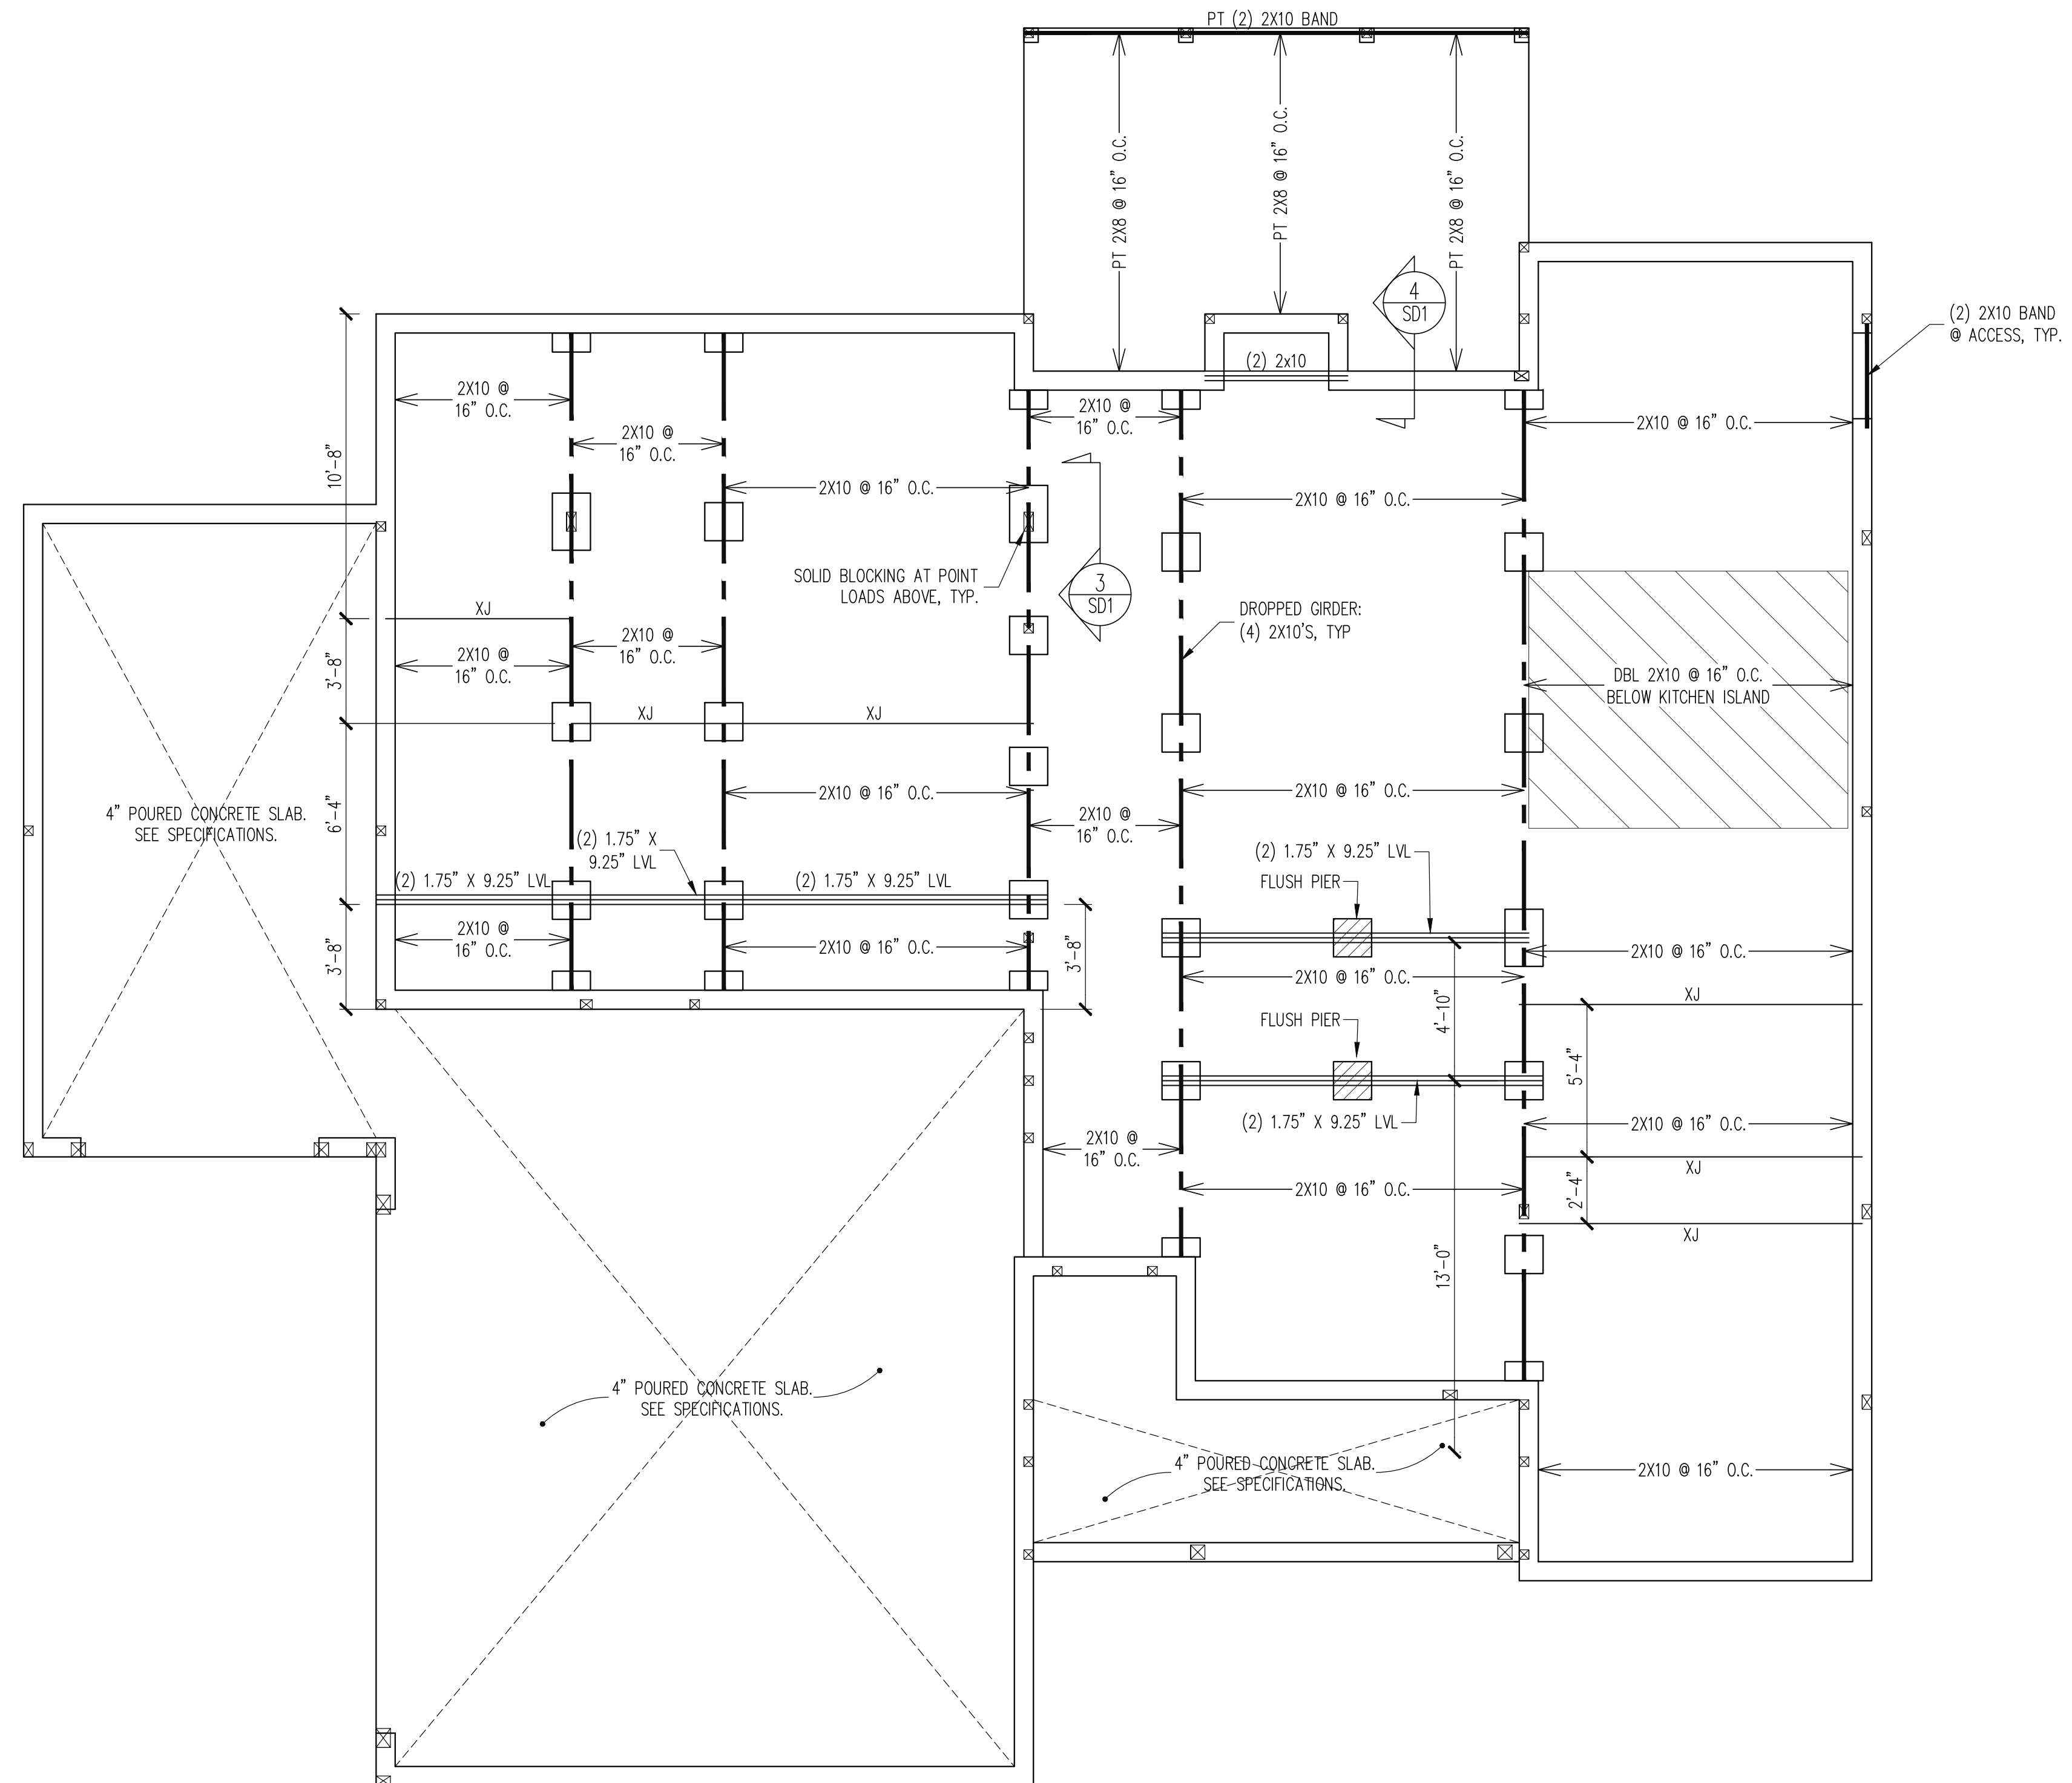 PT (2) 2X10 BAND
PT 2X8 @ 16” O.C.
PT 2X8 @ 16” O.C.
PT 2X8 @ 16” O.C.
4
SD1
(2) 2X10 BAND
@ ACCESS, TYP.
(2) 2x10
2X10 @
16” O.C.
2X10 @
16” O.C.
2X10 @
16” O.C.
2X10 @ 16” O.C.
10’-8”
2X10 @ 16” O.C.
2X10 @ 16” O.C.
SOLID BLOCKING AT POINT
LOADS ABOVE, TYP.
3
SD1
DROPPED GIRDER:
(4) 2X10’S, TYP
XJ
2X10 @
16” O.C.
2X10 @
16” O.C.
3’-8”
DBL 2X10 @ 16” O.C.
BELOW KITCHEN ISLAND
XJ
XJ
2X10 @ 16” O.C.
2X10 @ 16” O.C.
6’-4”
4” POURED CONCRETE SLAB.
SEE SPECIFICATIONS.
2X10 @
16” O.C.
(2) 1.75” X
9.25” LVL
(2) 1.75” X 9.25” LVL
(2) 1.75” X 9.25” LVL
(2) 1.75” X 9.25” LVL
FLUSH PIER
2X10 @
16” O.C.
2X10 @ 16” O.C.
3’-8”
3’-8”
2X10 @ 16” O.C.
2X10 @ 16” O.C.
XJ
4’-10”
FLUSH PIER
5’-4”
(2) 1.75” X 9.25” LVL
2X10 @ 16” O.C.
2X10 @
16” O.C.
XJ
2X10 @ 16” O.C.
2’-4”
XJ
13’-0”
4” POURED CONCRETE SLAB.
SEE SPECIFICATIONS.
4” POURED CONCRETE SLAB.
SEE SPECIFICATIONS.
2X10 @ 16” O.C.